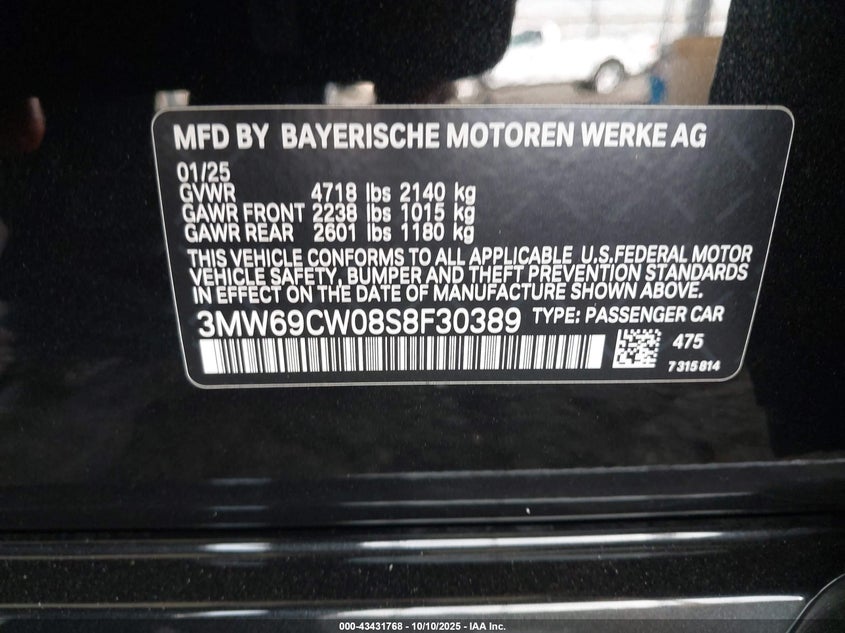 MFD BY BAYERISCHE MOTOREN WERKE AG
01/25
GVWR 4718 lbs 2140 kg
GAWR FRONT 2238 lbs 1015 kg
GAWR REAR 2601 lbs 1180 kg
THIS VEHICLE CONFORMS TO ALL APPLICABLE U.S.FEDERAL MOTOR
VEHICLE SAFETY, BUMPER AND THEFT PREVENTION STANDARDS
IN EFFECT ON THE DATE OF MANUFACTURE SHOWN ABOVE.
3MW69CW08S8F30389 TYPE: PASSENGER CAR
475
7315814
000-43431768 - 10/10/2025 - IAA Inc.